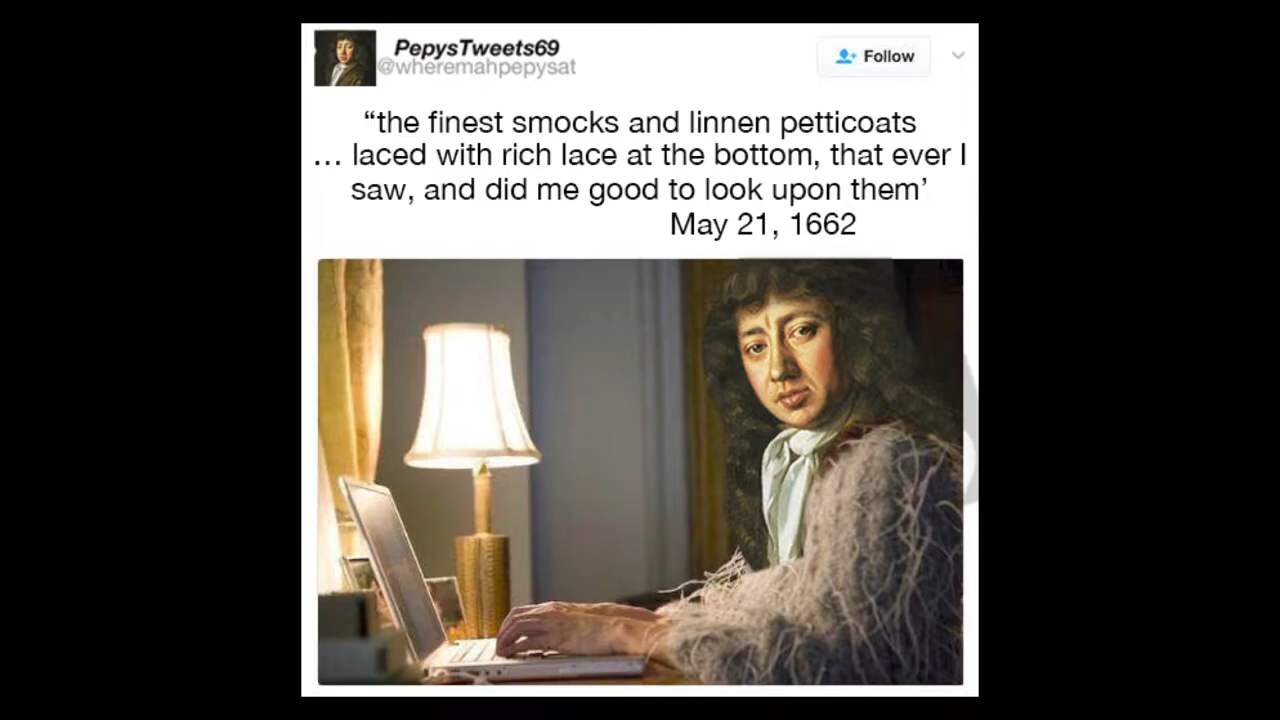 PepysTweets69
@wheremahpepysat
Follow
“the finest smocks and linnen petticoats
... laced with rich lace at the bottom, that ever I
saw, and did me good to look upon them’
May 21, 1662